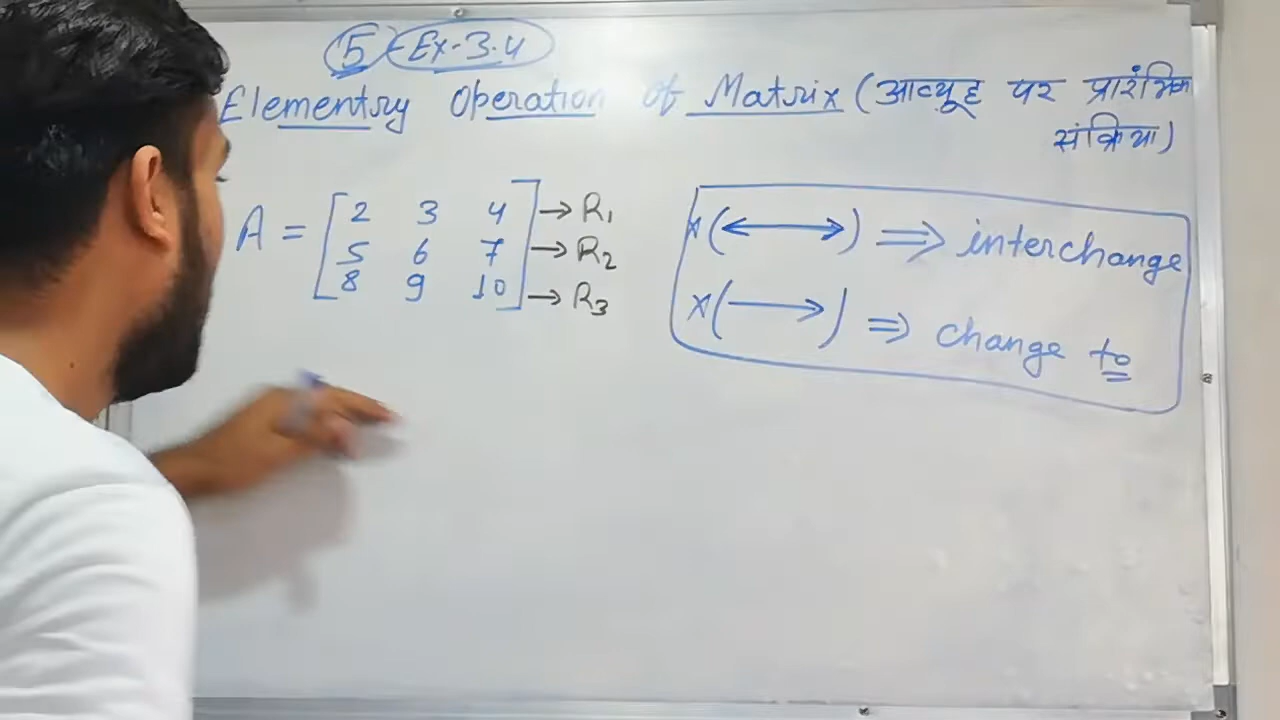 5 Ex-3.4
Elementry Operation of Matrix (आव्यूह पर प्रारंभिक
संक्रिया)
A = [ 2 3 4 ] → R1
5 6 7 → R2
8 9 10 → R3
*(↔) ⇒ interchange
*(→) ⇒ change to